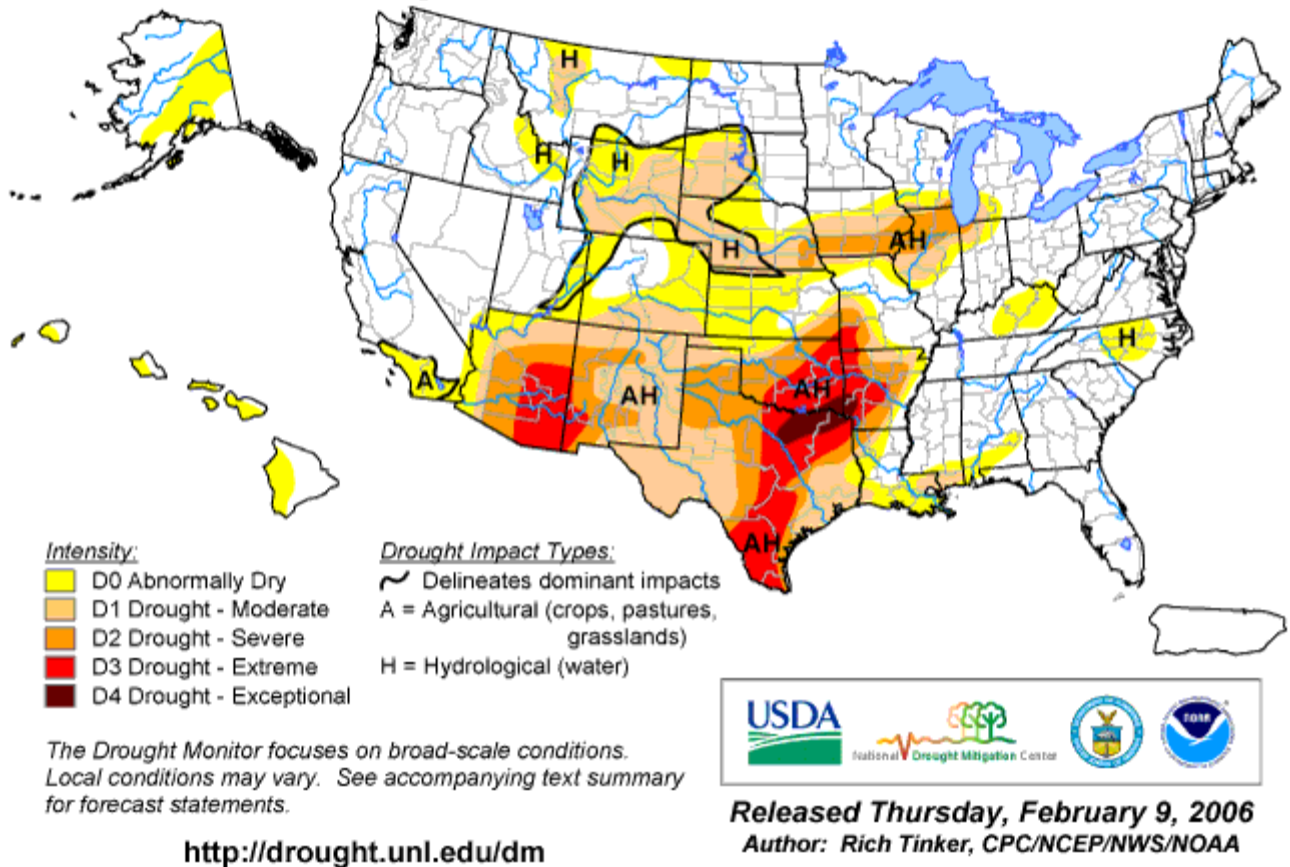 H
H
H
H
AH
H
A
AH
AH
AH
Intensity:
D0 Abnormally Dry
D1 Drought - Moderate
D2 Drought - Severe
D3 Drought - Extreme
D4 Drought - Exceptional
Drought Impact Types:
Delineates dominant impacts
A = Agricultural (crops, pastures,
grasslands)
H = Hydrological (water)
The Drought Monitor focuses on broad-scale conditions.
Local conditions may vary. See accompanying text summary
for forecast statements.
http://drought.unl.edu/dm
USDA
National Drought Mitigation Center
NOAA
Released Thursday, February 9, 2006
Author: Rich Tinker, CPC/NCEP/NWS/NOAA